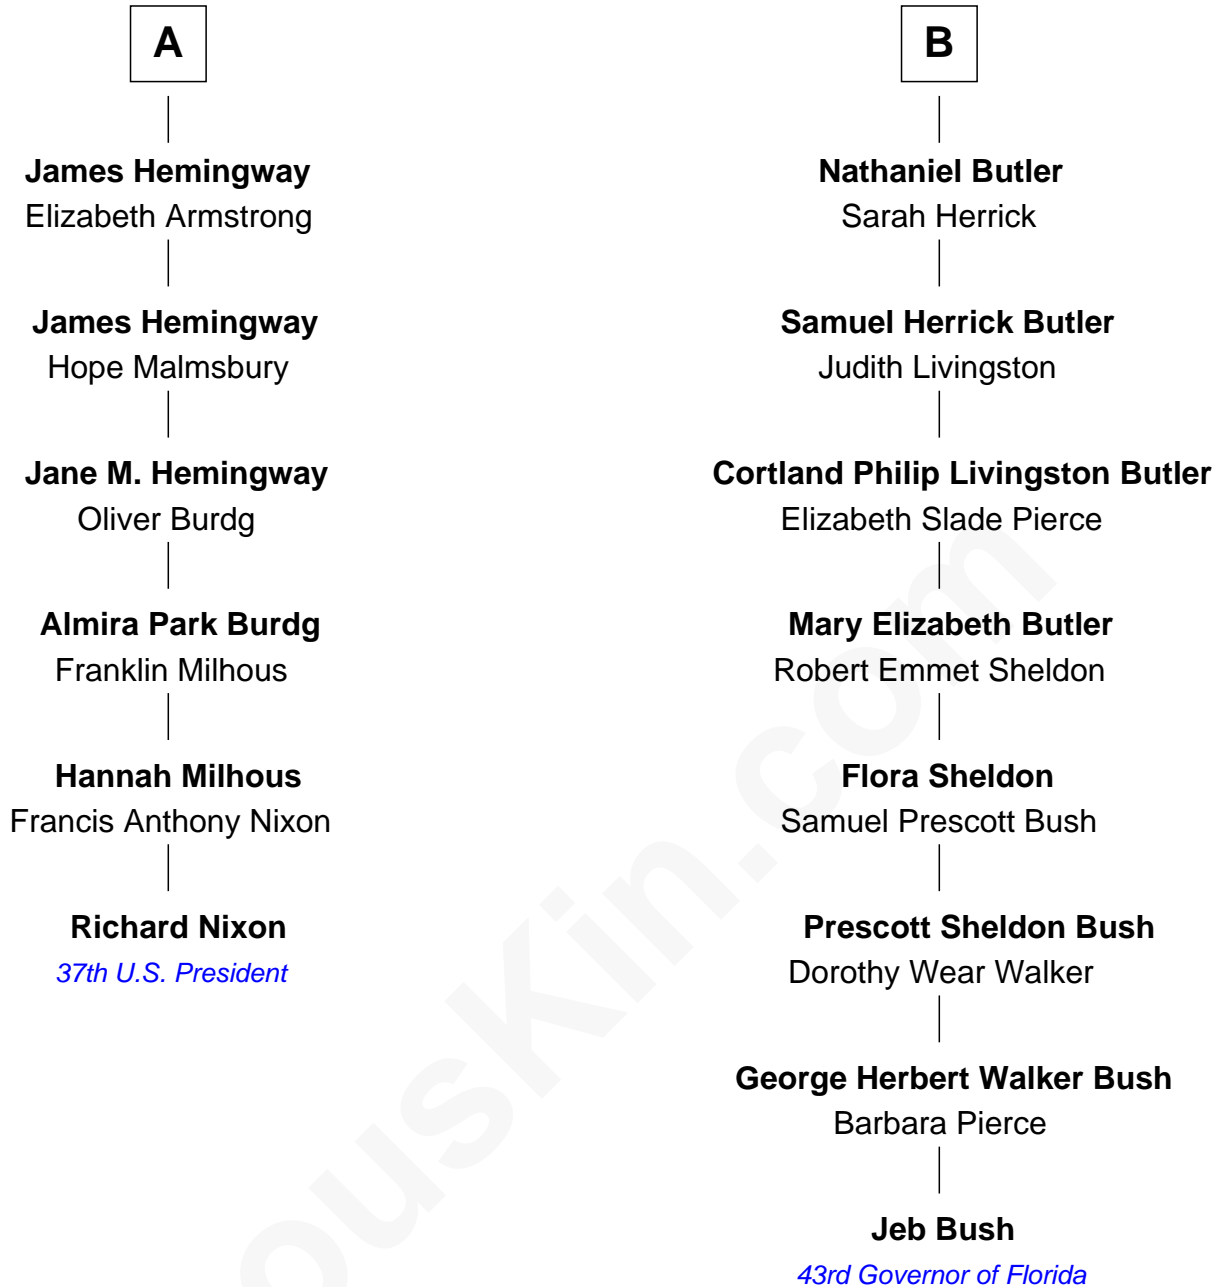 A
James Hemingway
Elizabeth Armstrong
James Hemingway
Hope Malmsbury
Jane M. Hemingway
Oliver Burdg
Almira Park Burdg
Franklin Milhous
Hannah Milhous
Francis Anthony Nixon
Richard Nixon
37th U.S. President
B
Nathaniel Butler
Sarah Herrick
Samuel Herrick Butler
Judith Livingston
Cortland Philip Livingston Butler
Elizabeth Slade Pierce
Mary Elizabeth Butler
Robert Emmet Sheldon
Flora Sheldon
Samuel Prescott Bush
Prescott Sheldon Bush
Dorothy Wear Walker
George Herbert Walker Bush
Barbara Pierce
Jeb Bush
43rd Governor of Florida
ousKin.com